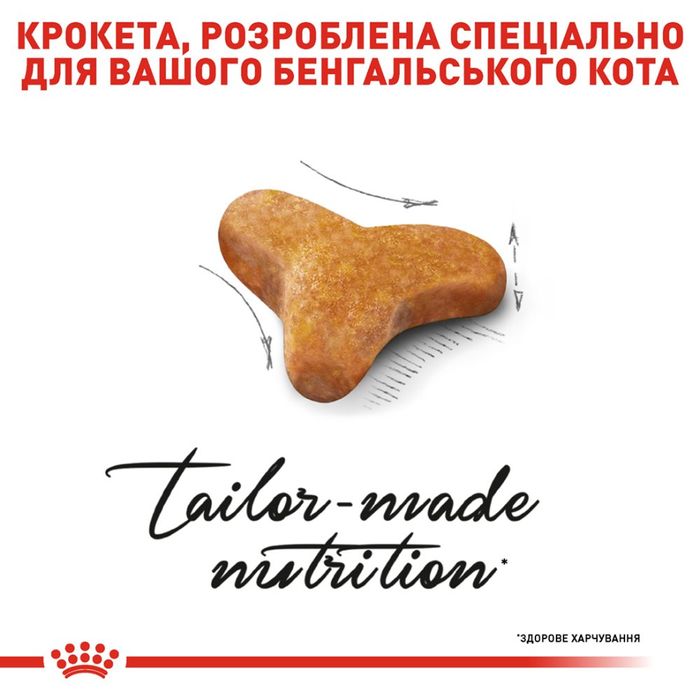 КРОКЕТА, РОЗРОБЛЕНА СПЕЦІАЛЬНО
ДЛЯ ВАШОГО БЕНГАЛЬСЬКОГО КОТА
Tailor-made
nutrition*
*ЗДОРОВЕ ХАРЧУВАННЯ